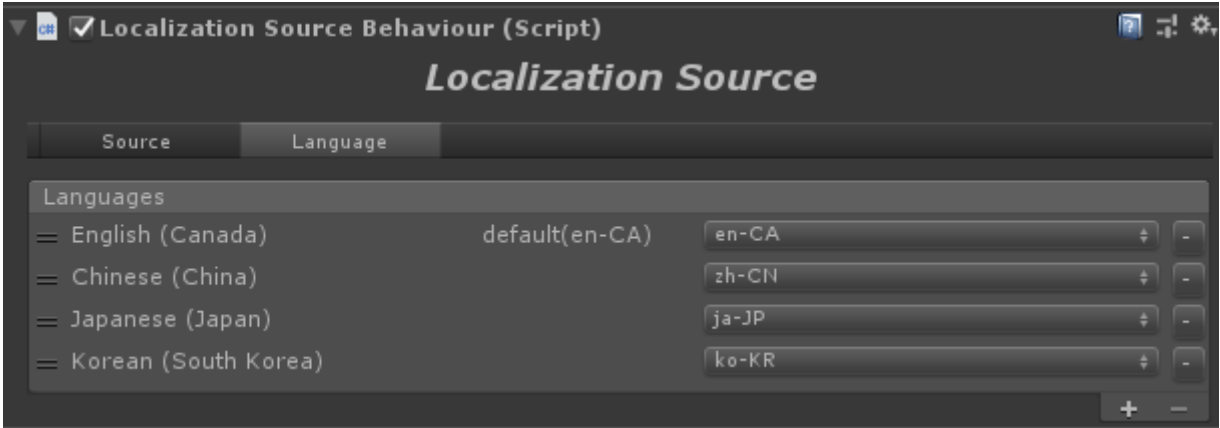 Localization Source Behaviour (Script)
Localization Source
Source Language
Languages
English (Canada) default(en-CA) en-CA -
Chinese (China) zh-CN -
Japanese (Japan) ja-JP -
Korean (South Korea) ko-KR -
+ -